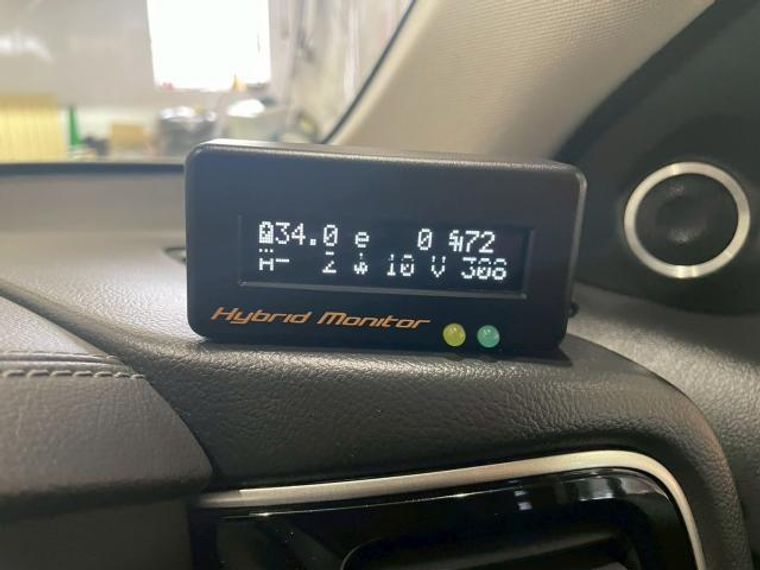 34.0 e 0 72
A- 2 10 V 308
Hybrid Monitor